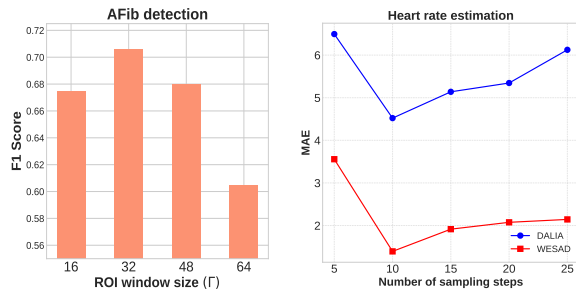 AFib detection
F1 Score
0.72
0.70
0.68
0.66
0.64
0.62
0.60
0.58
0.56
16 32 48 64
ROI window size (Γ)
Heart rate estimation
MAE
6
5
4
3
2
DALIA
WESAD
5 10 15 20 25
Number of sampling steps